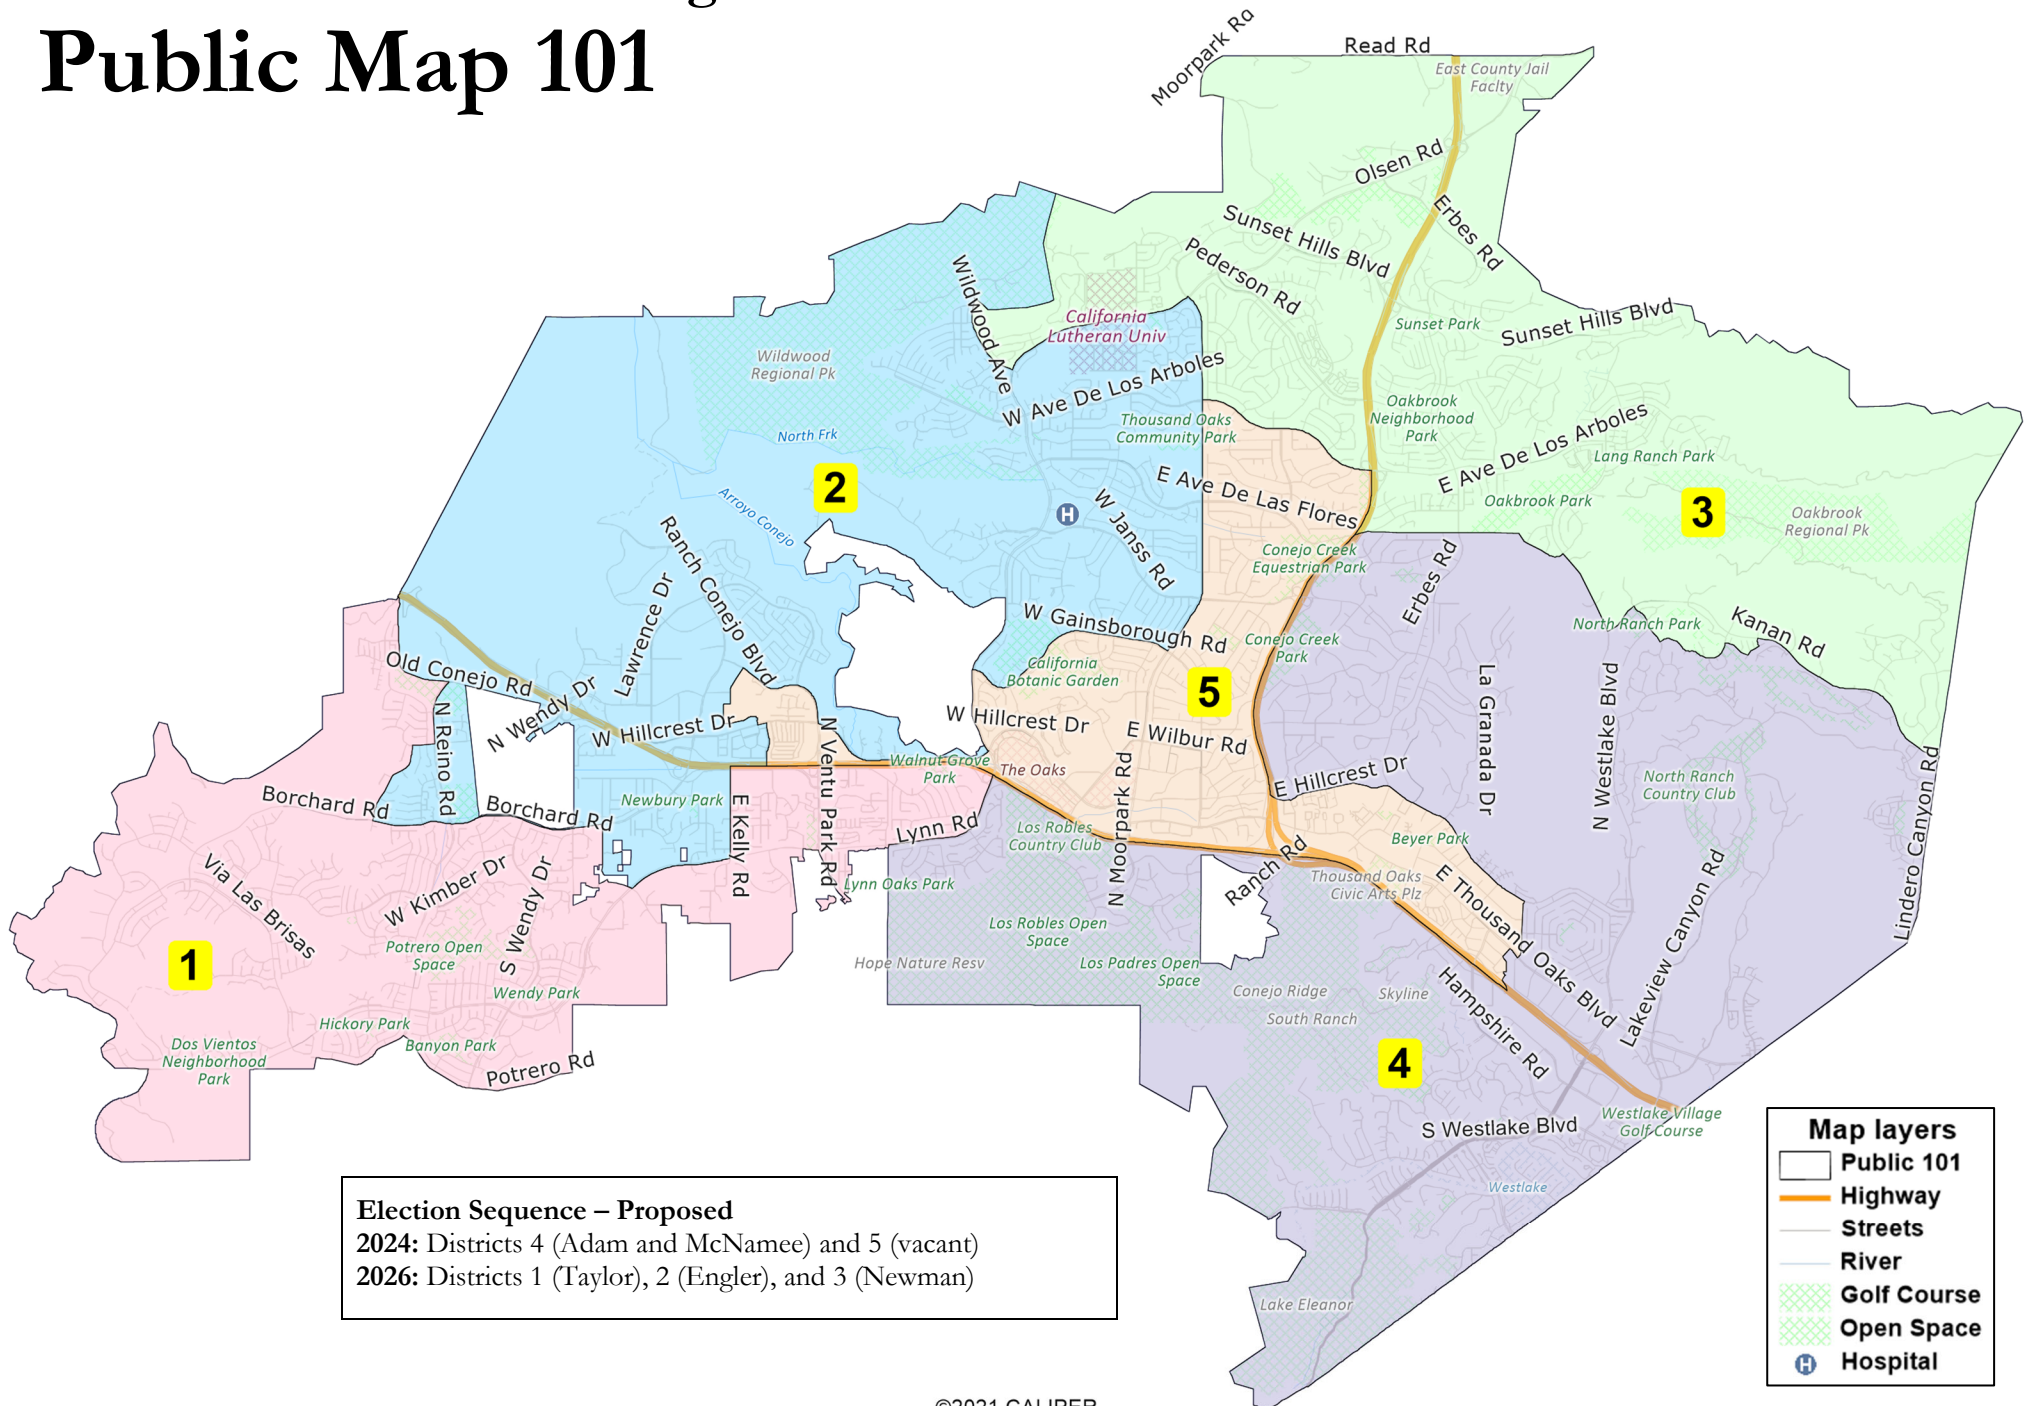 Public Map 101
Moorpark Rd
Read Rd
East County Jail
Faclty
Olsen Rd
Erbes Rd
Sunset Hills Blvd
Pederson Rd
Wildwood Ave
California
Lutheran Univ
Sunset Park
Sunset Hills Blvd
Wildwood
Regional Pk
W Ave De Los Arboles
Thousand Oaks
Community Park
Oakbrook
Neighborhood
Park
E Ave De Los Arboles
Lang Ranch Park
North Frk
2
E Ave De Las Flores
Oakbrook Park
3
Oakbrook
Regional Pk
Arroyo Conejo
H
W Janss Rd
Ranch Conejo Blvd
Lawrence Dr
Conejo Creek
Equestrian Park
Erbes Rd
W Gainsborough Rd
Conejo Creek
Park
North Ranch Park
Kanan Rd
Old Conejo Rd
N Wendy Dr
California
Botanic Garden
5
La Granada Dr
N Westlake Blvd
N Reino Rd
W Hillcrest Dr
N Ventu Park Rd
W Hillcrest Dr
E Wilbur Rd
Walnut Grove
Park
The Oaks
N Moorpark Rd
E Hillcrest Dr
North Ranch
Country Club
Lindero Canyon Rd
Borchard Rd
Borchard Rd
Newbury Park
E Kelly Rd
Lynn Rd
Los Robles
Country Club
Beyer Park
Ranch Rd
Via Las Brisas
W Kimber Dr
S Wendy Dr
Lynn Oaks Park
Thousand Oaks
Civic Arts Plz
E Thousand Oaks Blvd
Lakeview Canyon Rd
1
Potrero Open
Space
Los Robles Open
Space
Hope Nature Resv
Los Padres Open
Space
Wendy Park
Conejo Ridge
Skyline
Hampshire Rd
South Ranch
Hickory Park
Dos Vientos
Neighborhood
Park
Banyon Park
Potrero Rd
4
S Westlake Blvd
Westlake Village
Golf Course
Westlake
Lake Eleanor
Election Sequence – Proposed
2024: Districts 4 (Adam and McNamee) and 5 (vacant)
2026: Districts 1 (Taylor), 2 (Engler), and 3 (Newman)
Map layers
Public 101
Highway
Streets
River
Golf Course
Open Space
H Hospital
©2021 CALIPER